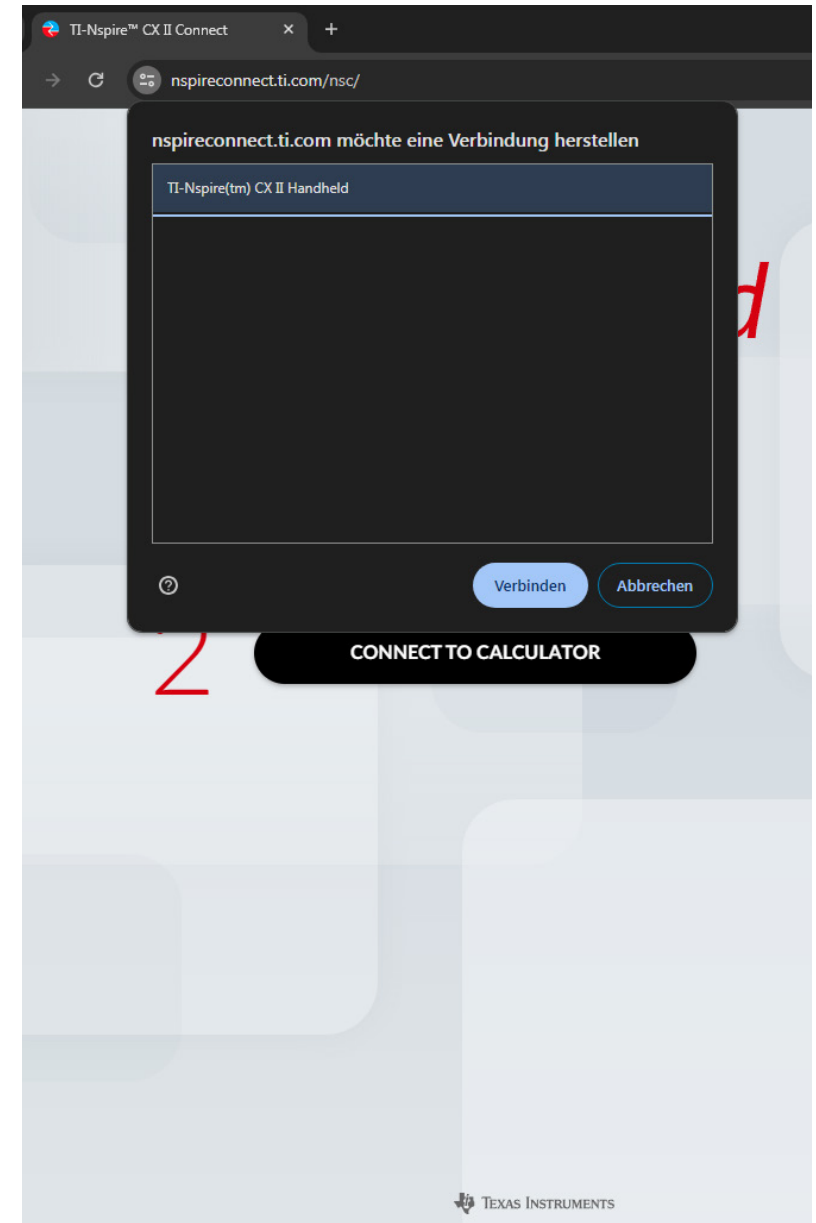 TI-Nspire™ CX II Connect
nspireconnect.ti.com/nsc/
nspireconnect.ti.com möchte eine Verbindung herstellen
TI-Nspire(tm) CX II Handheld
d
Verbinden Abbrechen
2 CONNECT TO CALCULATOR
TEXAS INSTRUMENTS